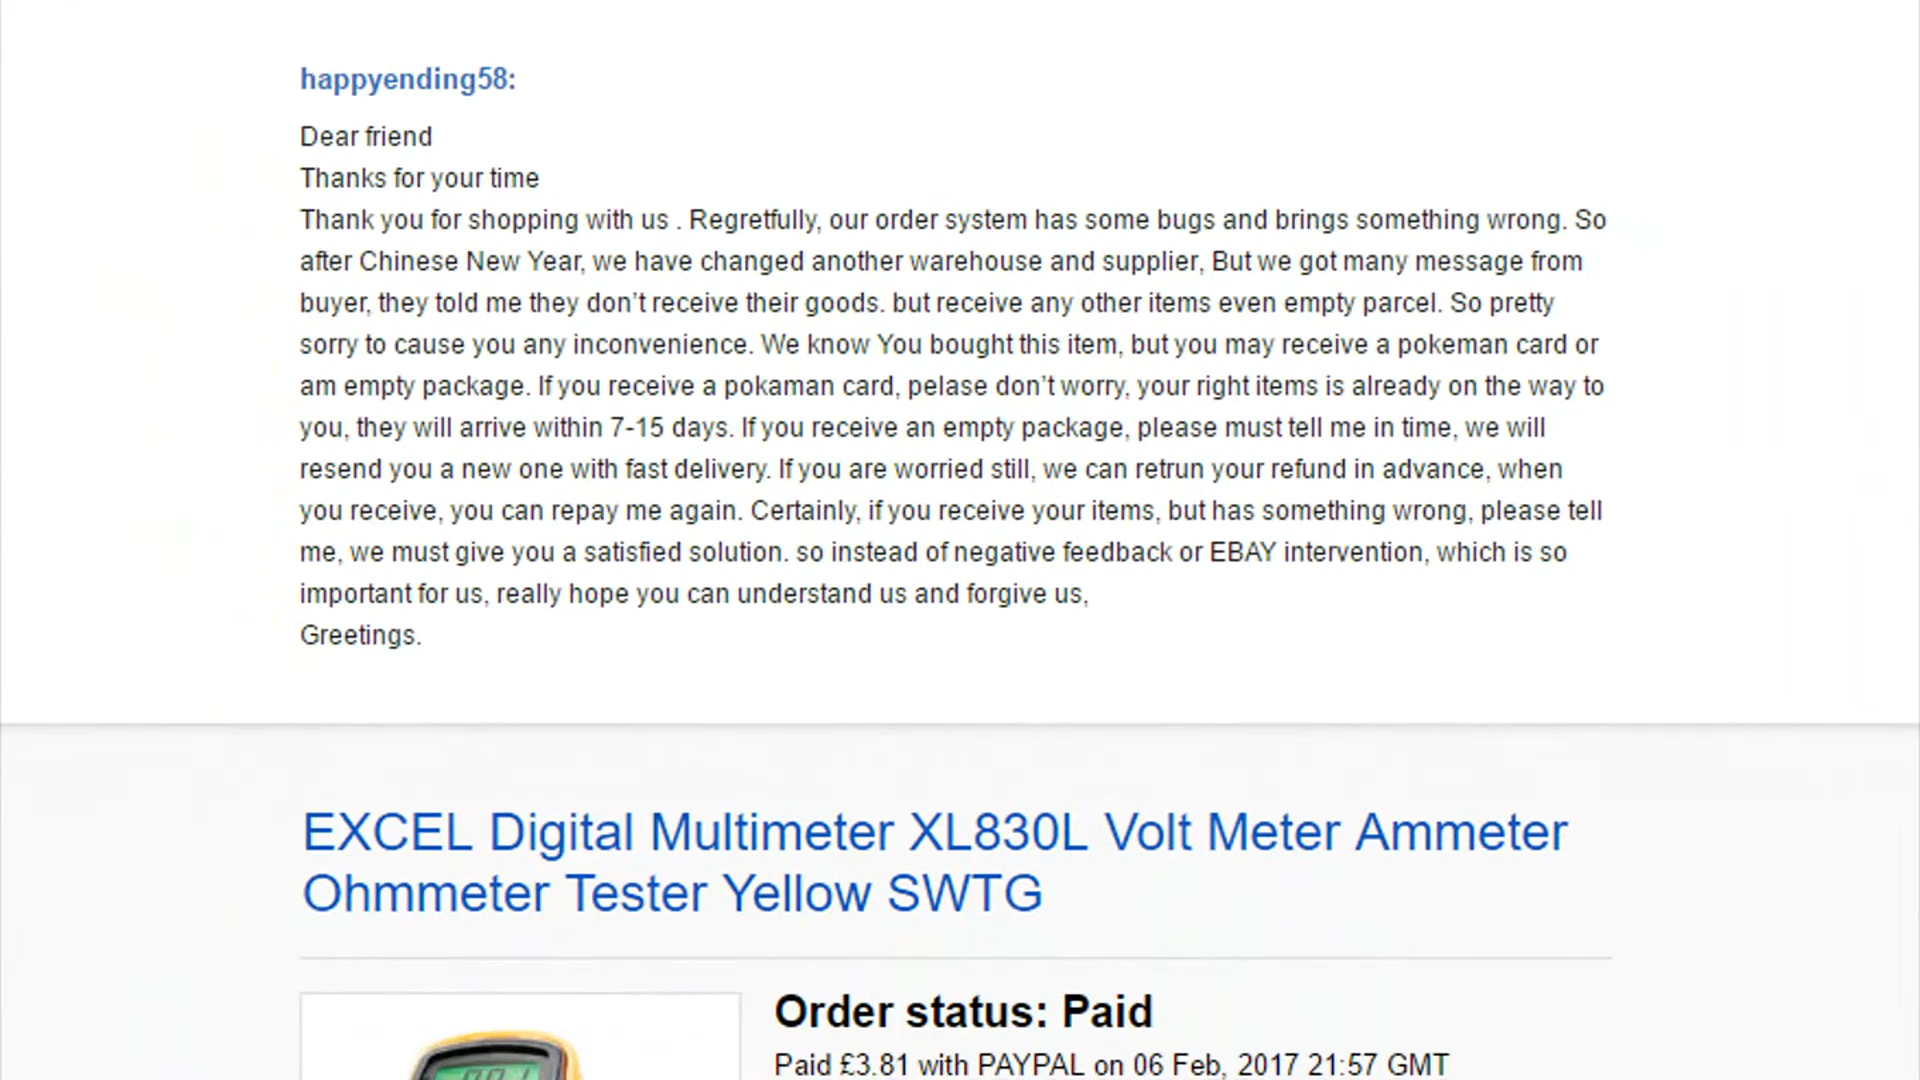 happyending58:
Dear friend
Thanks for your time
Thank you for shopping with us . Regretfully, our order system has some bugs and brings something wrong. So
after Chinese New Year, we have changed another warehouse and supplier, But we got many message from
buyer, they told me they don’t receive their goods. but receive any other items even empty parcel. So pretty
sorry to cause you any inconvenience. We know You bought this item, but you may receive a pokeman card or
am empty package. If you receive a pokaman card, pelase don’t worry, your right items is already on the way to
you, they will arrive within 7-15 days. If you receive an empty package, please must tell me in time, we will
resend you a new one with fast delivery. If you are worried still, we can retrun your refund in advance, when
you receive, you can repay me again. Certainly, if you receive your items, but has something wrong, please tell
me, we must give you a satisfied solution. so instead of negative feedback or EBAY intervention, which is so
important for us, really hope you can understand us and forgive us,
Greetings.
EXCEL Digital Multimeter XL830L Volt Meter Ammeter
Ohmmeter Tester Yellow SWTG
Order status: Paid
Paid £3.81 with PAYPAL on 06 Feb, 2017 21:57 GMT